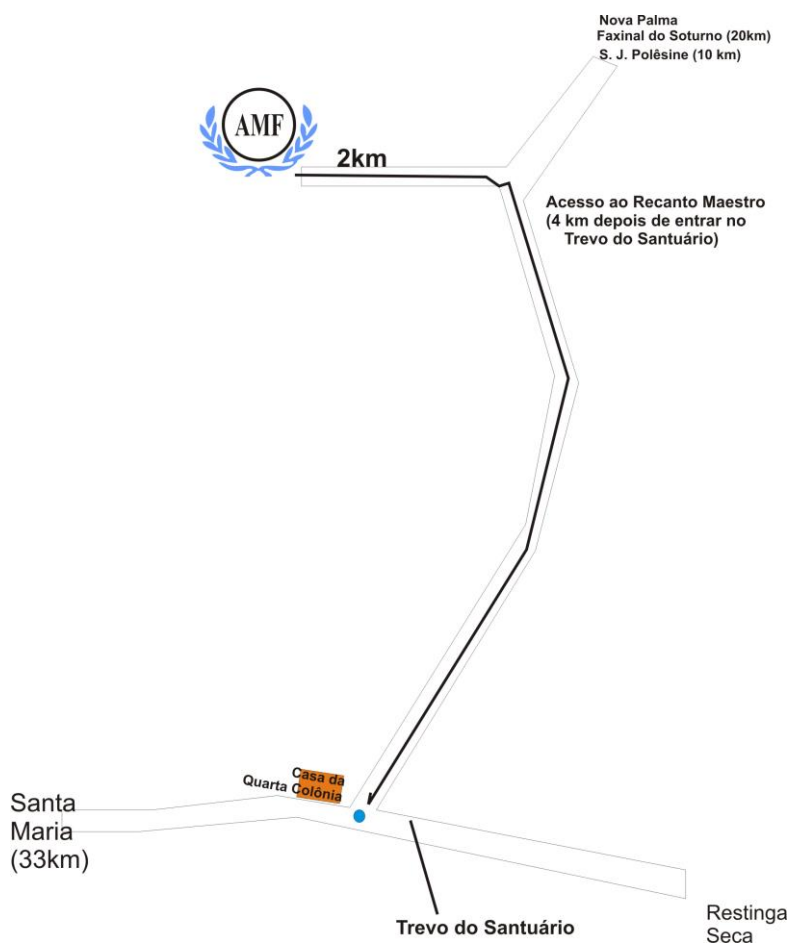 Nova Palma
Faxinal do Soturno (20km)
S. J. Polêsine (10 km)
AMF
2km
Acesso ao Recanto Maestro
(4 km depois de entrar no
Trevo do Santuário)
Casa da
Quarta Colônia
Santa
Maria
(33km)
Trevo do Santuário
Restinga
Seca